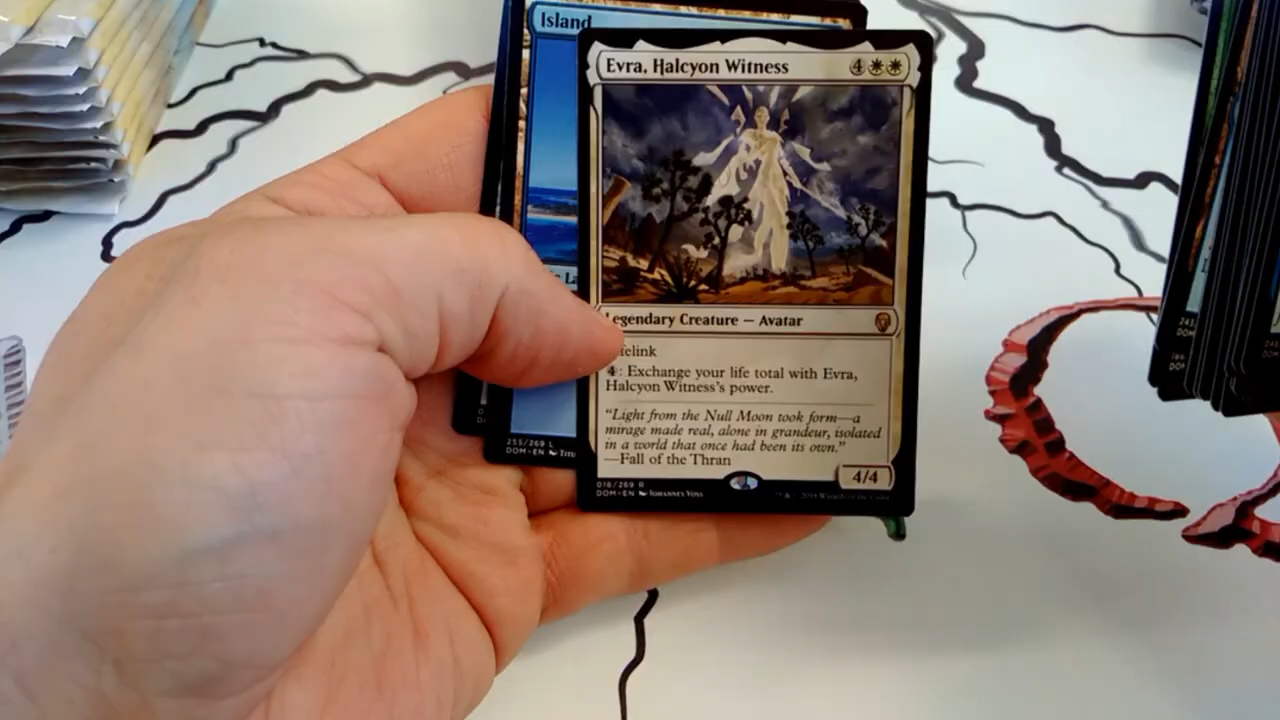 Island
Evra, Halcyon Witness 4
Legendary Creature — Avatar
felink
4: Exchange your life total with Evra,
Halcyon Witness's power.
"Light from the Null Moon took form—a
mirage made real, alone in grandeur, isolated
in a world that once had been its own."
—Fall of the Thran
4/4
016/269 R
DOM • EN JOHANNES VOSS
255/269 L
DOM • EN TITU